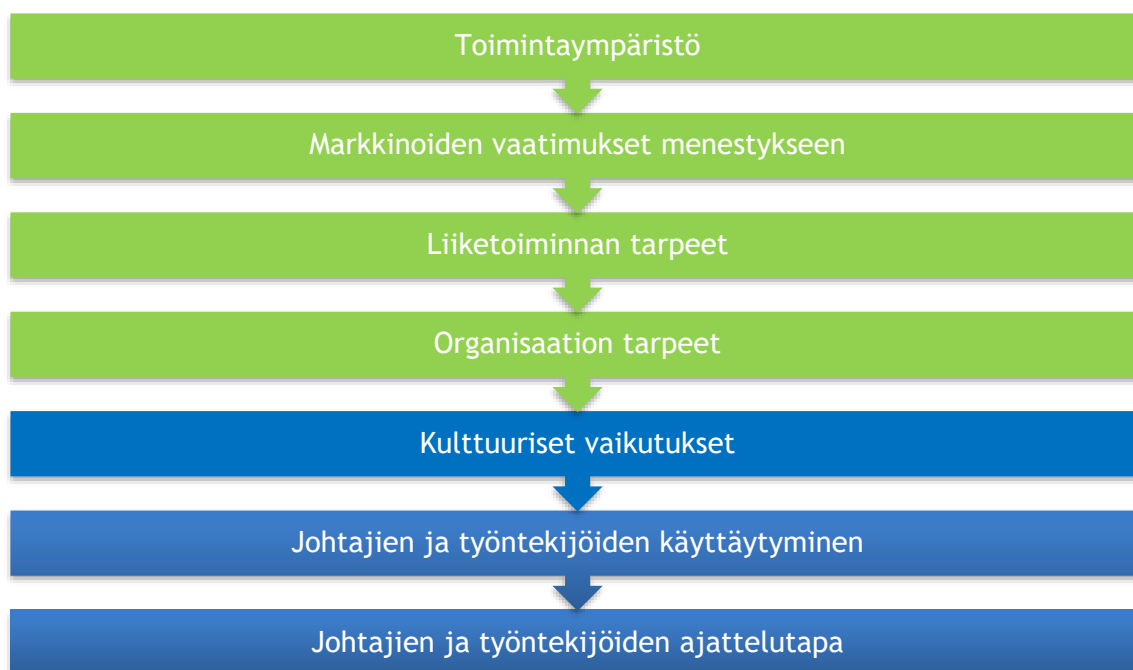 Toimintaympäristö
Markkinoiden vaatimukset menestykseen
Liiketoiminnan tarpeet
Organisaation tarpeet
Kulttuuriset vaikutukset
Johtajien ja työntekijöiden käyttäytyminen
Johtajien ja työntekijöiden ajattelutapa